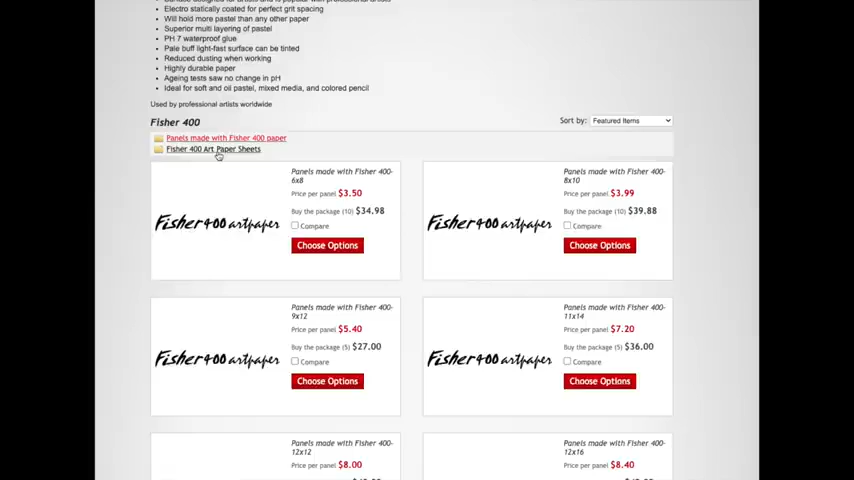 Electro statically coated for perfect grit spacing
Will hold more pastel than any other paper
Superior multi layering of pastel
PH 7 waterproof glue
Pale buff light-fast surface can be tinted
Reduced dusting when working
Highly durable paper
Ageing tests saw no change in pH
Ideal for soft and oil pastel, mixed media, and colored pencil
Used by professional artists worldwide
Fisher 400
Sort by: Featured Items
Panels made with Fisher 400 paper
Fisher 400 Art Paper Sheets
Panels made with Fisher 400-
6x8
Price per panel $3.50
Buy the package (10) $34.98
Compare
Choose Options
Fisher 400 artpaper
Panels made with Fisher 400-
8x10
Price per panel $3.99
Buy the package (10) $39.88
Compare
Choose Options
Fisher 400 artpaper
Panels made with Fisher 400-
9x12
Price per panel $5.40
Buy the package (5) $27.00
Compare
Choose Options
Fisher 400 artpaper
Panels made with Fisher 400-
11x14
Price per panel $7.20
Buy the package (5) $36.00
Compare
Choose Options
Fisher 400 artpaper
Panels made with Fisher 400-
12x12
Price per panel $8.00
Panels made with Fisher 400-
12x16
Price per panel $8.40